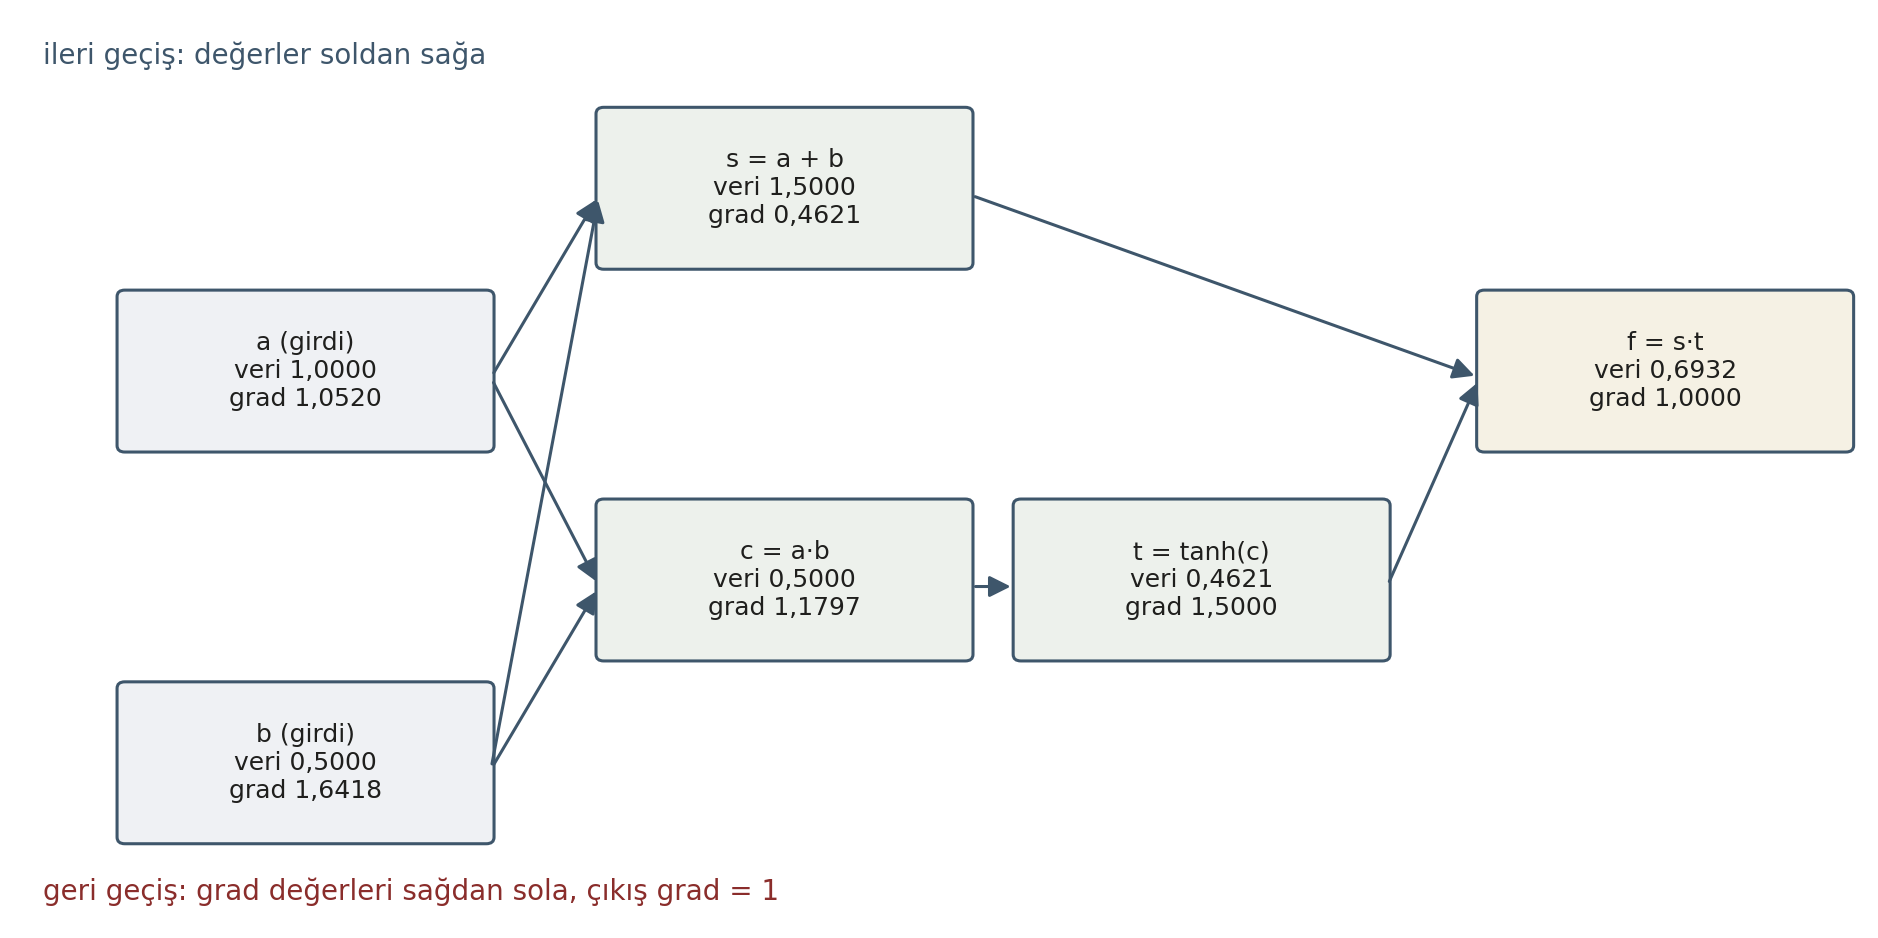 ileri geçiş: değerler soldan sağa
s = a + b
veri 1,5000
grad 0,4621
a (girdi)
veri 1,0000
grad 1,0520
f = s·t
veri 0,6932
grad 1,0000
c = a·b
veri 0,5000
grad 1,1797
t = tanh(c)
veri 0,4621
grad 1,5000
b (girdi)
veri 0,5000
grad 1,6418
geri geçiş: grad değerleri sağdan sola, çıkış grad = 1